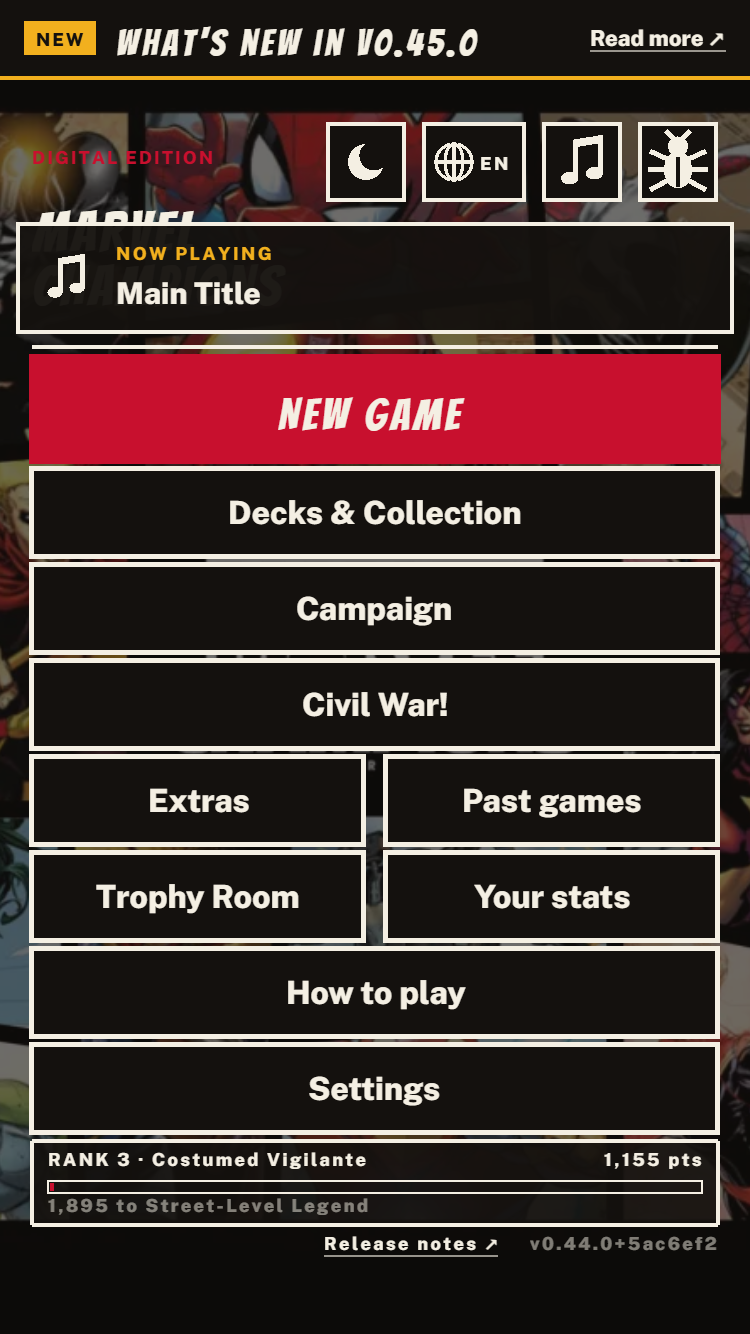 NEW WHAT'S NEW IN V0.45.0 Read more ↗
DIGITAL EDITION
EN
MARVEL
CHAMPIONS
NOW PLAYING
Main Title
NEW GAME
Decks & Collection
Campaign
Civil War!
Extras Past games
Trophy Room Your stats
How to play
Settings
RANK 3 · Costumed Vigilante 1,155 pts
1,895 to Street-Level Legend
Release notes ↗ v0.44.0+5ac6ef2